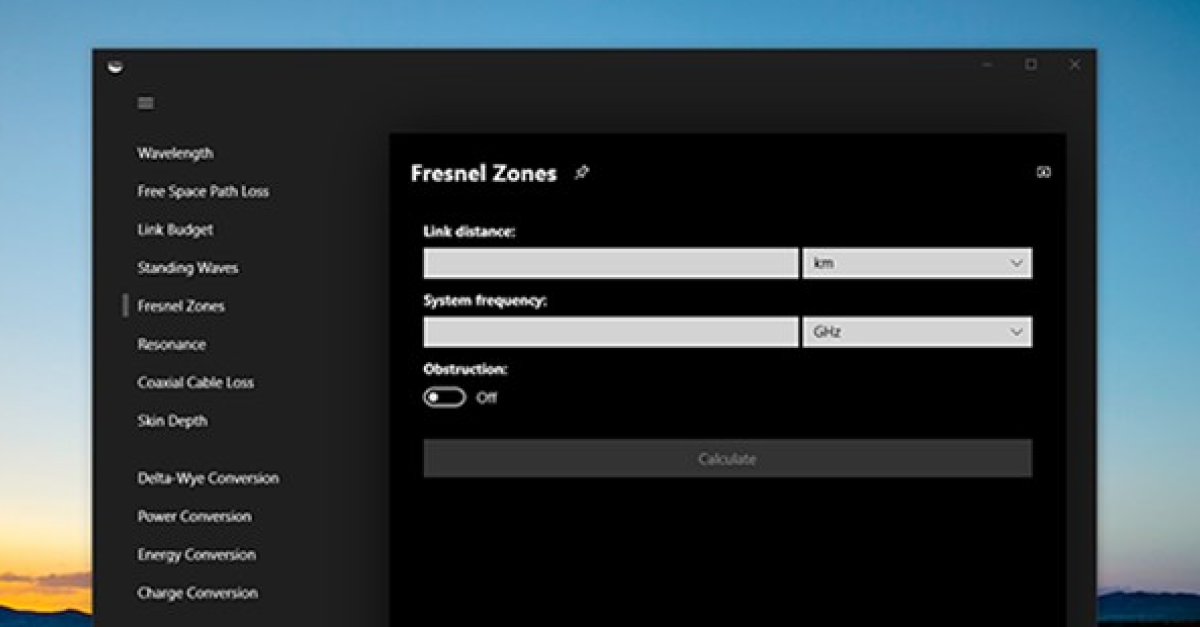 Wavelength
Free Space Path Loss
Link Budget
Standing Waves
Fresnel Zones
Resonance
Coaxial Cable Loss
Skin Depth
Delta-Wye Conversion
Power Conversion
Energy Conversion
Charge Conversion
Fresnel Zones
Link distance:
km
System frequency:
GHz
Obstruction:
Off
Calculate